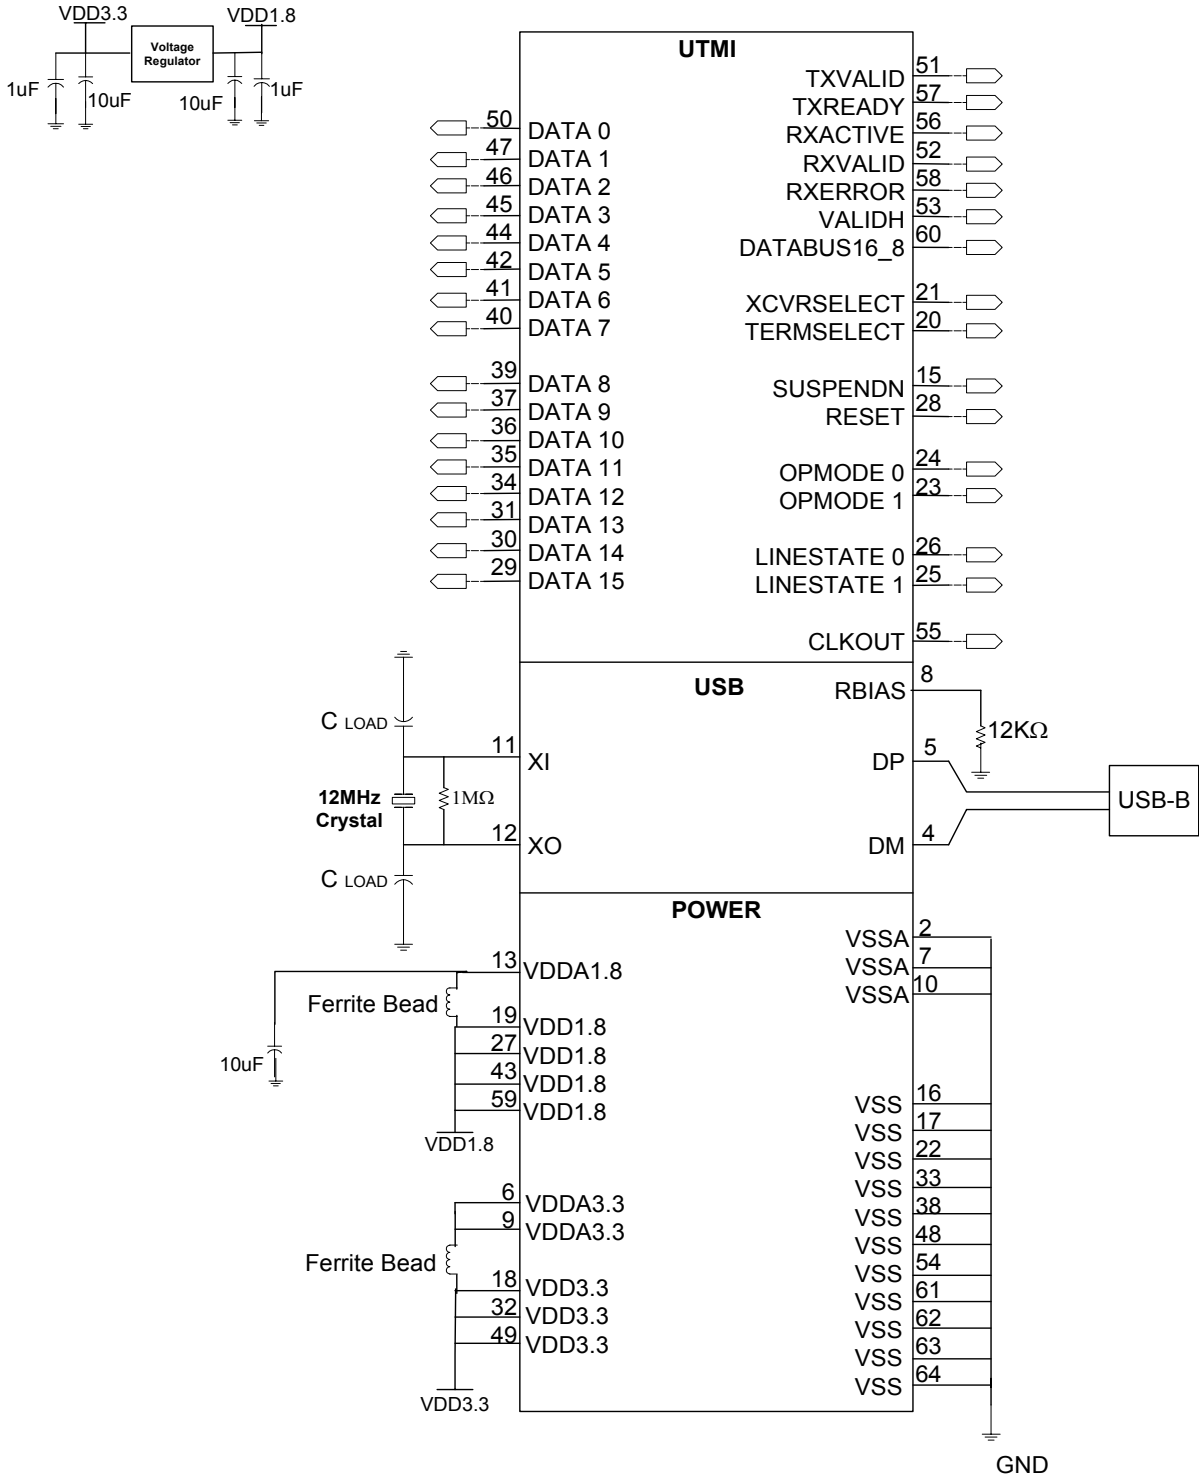 VDD3.3
VDD1.8
Voltage
Regulator
1uF
10uF
10uF
1uF
UTMI
50 DATA 0
47 DATA 1
46 DATA 2
45 DATA 3
44 DATA 4
42 DATA 5
41 DATA 6
40 DATA 7
39 DATA 8
37 DATA 9
36 DATA 10
35 DATA 11
34 DATA 12
31 DATA 13
30 DATA 14
29 DATA 15
TXVALID 51
TXREADY 57
RXACTIVE 56
RXVALID 52
RXERROR 58
VALIDH 53
DATABUS16_8 60
XCVRSELECT 21
TERMSELECT 20
SUSPENDN 15
RESET 28
OPMODE 0 24
OPMODE 1 23
LINESTATE 0 26
LINESTATE 1 25
CLKOUT 55
USB
C LOAD
11 XI
12MHz
Crystal
1MΩ
12 XO
C LOAD
RBIAS 8
12KΩ
DP 5
DM 4
USB-B
POWER
13 VDDA1.8
Ferrite Bead
19 VDD1.8
27 VDD1.8
43 VDD1.8
59 VDD1.8
10uF
VDD1.8
6 VDDA3.3
9 VDDA3.3
Ferrite Bead
18 VDD3.3
32 VDD3.3
49 VDD3.3
VDD3.3
VSSA 2
VSSA 7
VSSA 10
VSS 16
VSS 17
VSS 22
VSS 33
VSS 38
VSS 48
VSS 54
VSS 61
VSS 62
VSS 63
VSS 64
GND